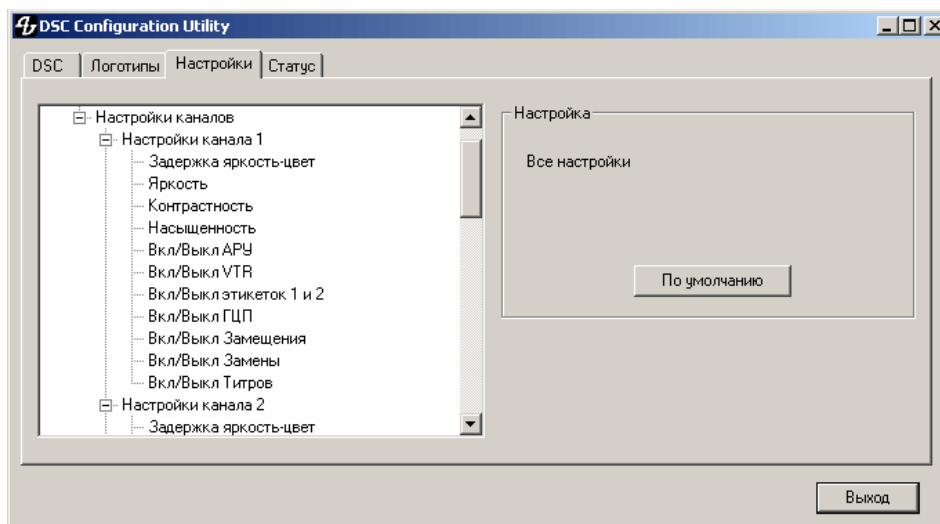 DSC Configuration Utility
DSC Логотипы Настройки Статус
Настройки каналов
Настройки канала 1
Задержка яркость-цвет
Яркость
Контрастность
Насыщенность
Вкл/Выкл АРУ
Вкл/Выкл VTR
Вкл/Выкл этикеток 1 и 2
Вкл/Выкл ГЦП
Вкл/Выкл Замещения
Вкл/Выкл Замены
Вкл/Выкл Титров
Настройки канала 2
Задержка яркость-цвет
Настройка
Все настройки
По умолчанию
Выход